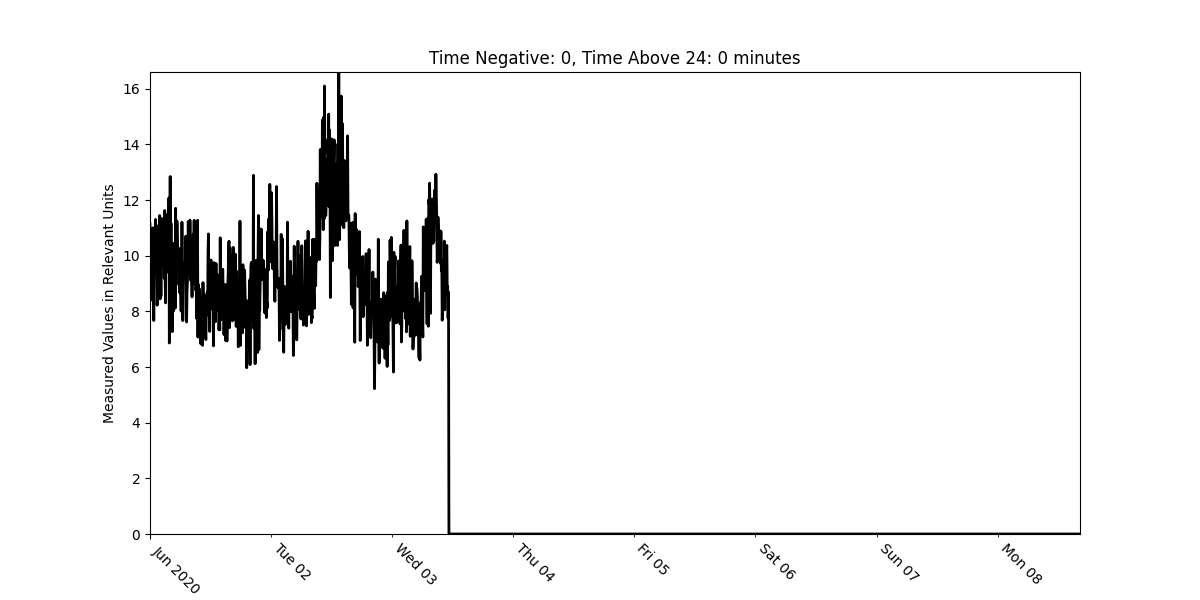 Time Negative: 0, Time Above 24: 0 minutes
Measured Values in Relevant Units
16
14
12
10
8
6
4
2
0
Jun 2020
Tue 02
Wed 03
Thu 04
Fri 05
Sat 06
Sun 07
Mon 08